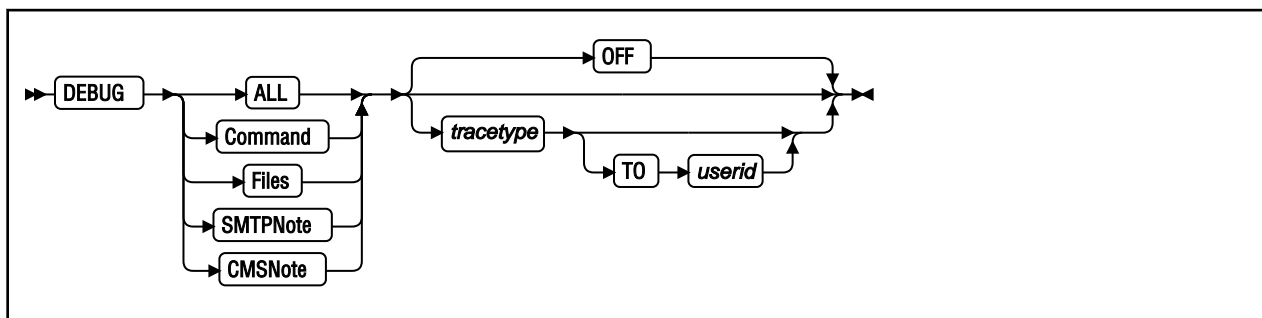 OFF
DEBUG
ALL
Command
tracetype
Files
TO
userid
SMTPNote
CMSNote